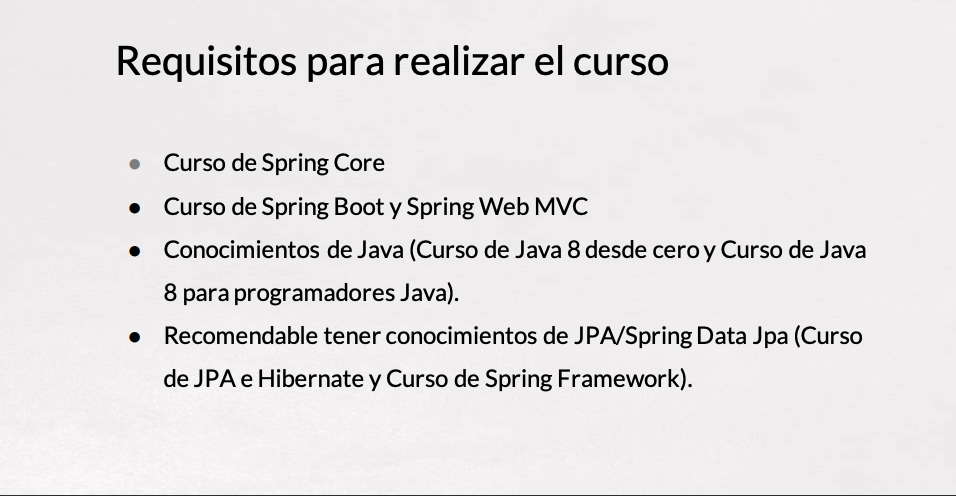 Requisitos para realizar el curso
● Curso de Spring Core
● Curso de Spring Boot y Spring Web MVC
● Conocimientos de Java (Curso de Java 8 desde cero y Curso de Java
8 para programadores Java).
● Recomendable tener conocimientos de JPA/Spring Data Jpa (Curso
de JPA e Hibernate y Curso de Spring Framework).